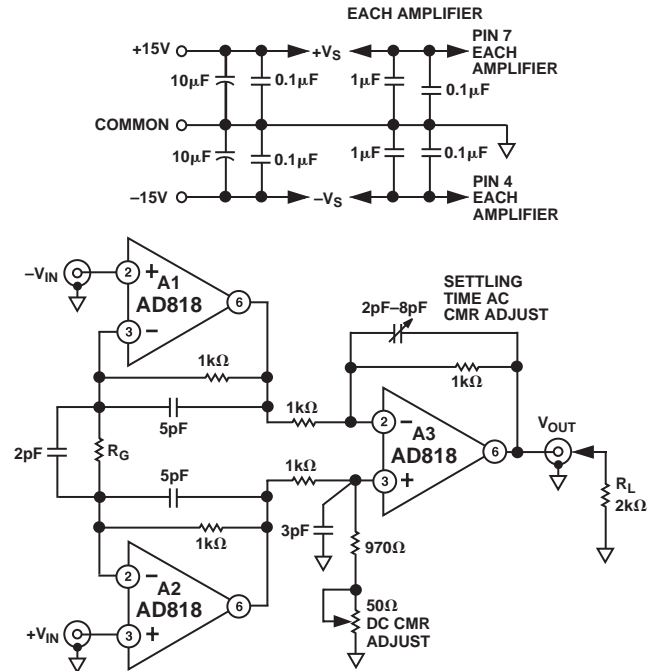 EACH AMPLIFIER
+15V
+VS
PIN 7
EACH
AMPLIFIER
10µF
0.1µF
1µF
0.1µF
COMMON
10µF
0.1µF
1µF
0.1µF
–15V
–VS
PIN 4
EACH
AMPLIFIER
–VIN
2
+
A1
AD818
6
3
–
SETTLING
TIME AC
CMR ADJUST
2pF–8pF
1kΩ
1kΩ
5pF
1kΩ
2
–
A3
AD818
6
VOUT
2pF
RG
5pF
1kΩ
3
+
RL
2kΩ
1kΩ
3pF
970Ω
2
–
A2
AD818
6
+VIN
3
+
50Ω
DC CMR
ADJUST